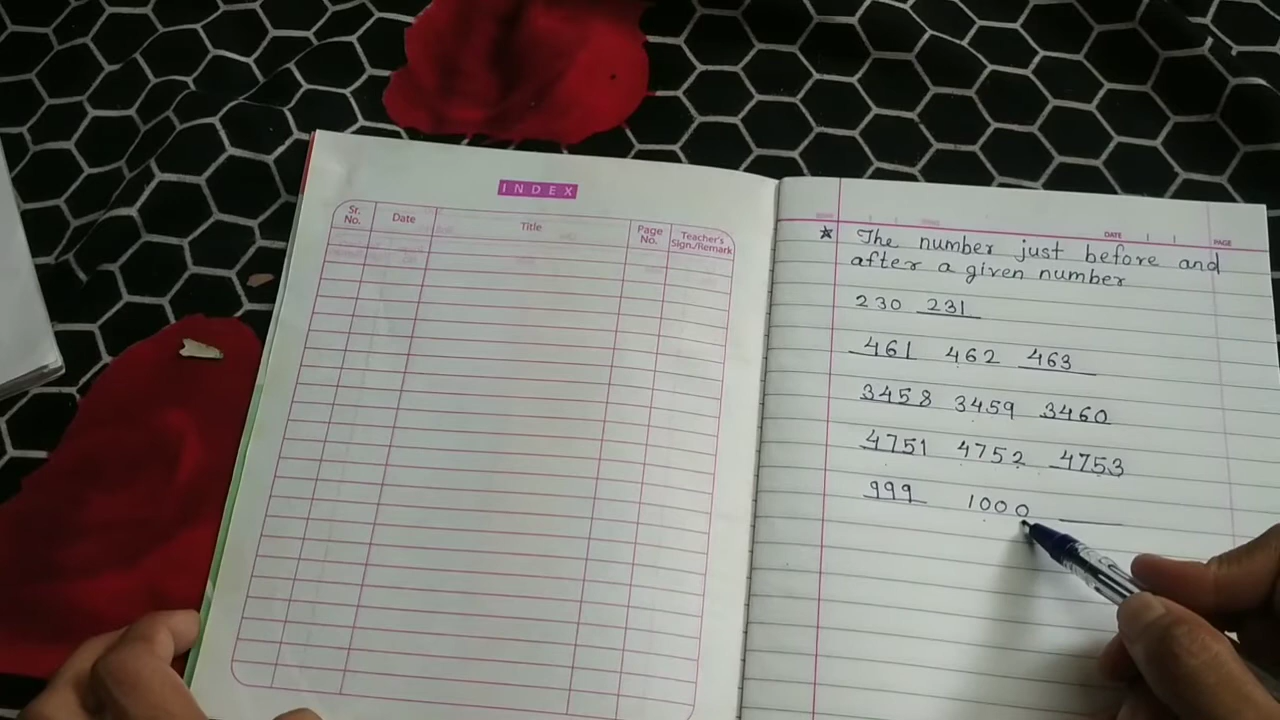 INDEX
Sr. No. Date Title Page No. Teacher's Sign./Remark
DATE PAGE
★ The number just before and
after a given number
230 231
461 462 463
3458 3459 3460
4751 4752 4753
999 1000